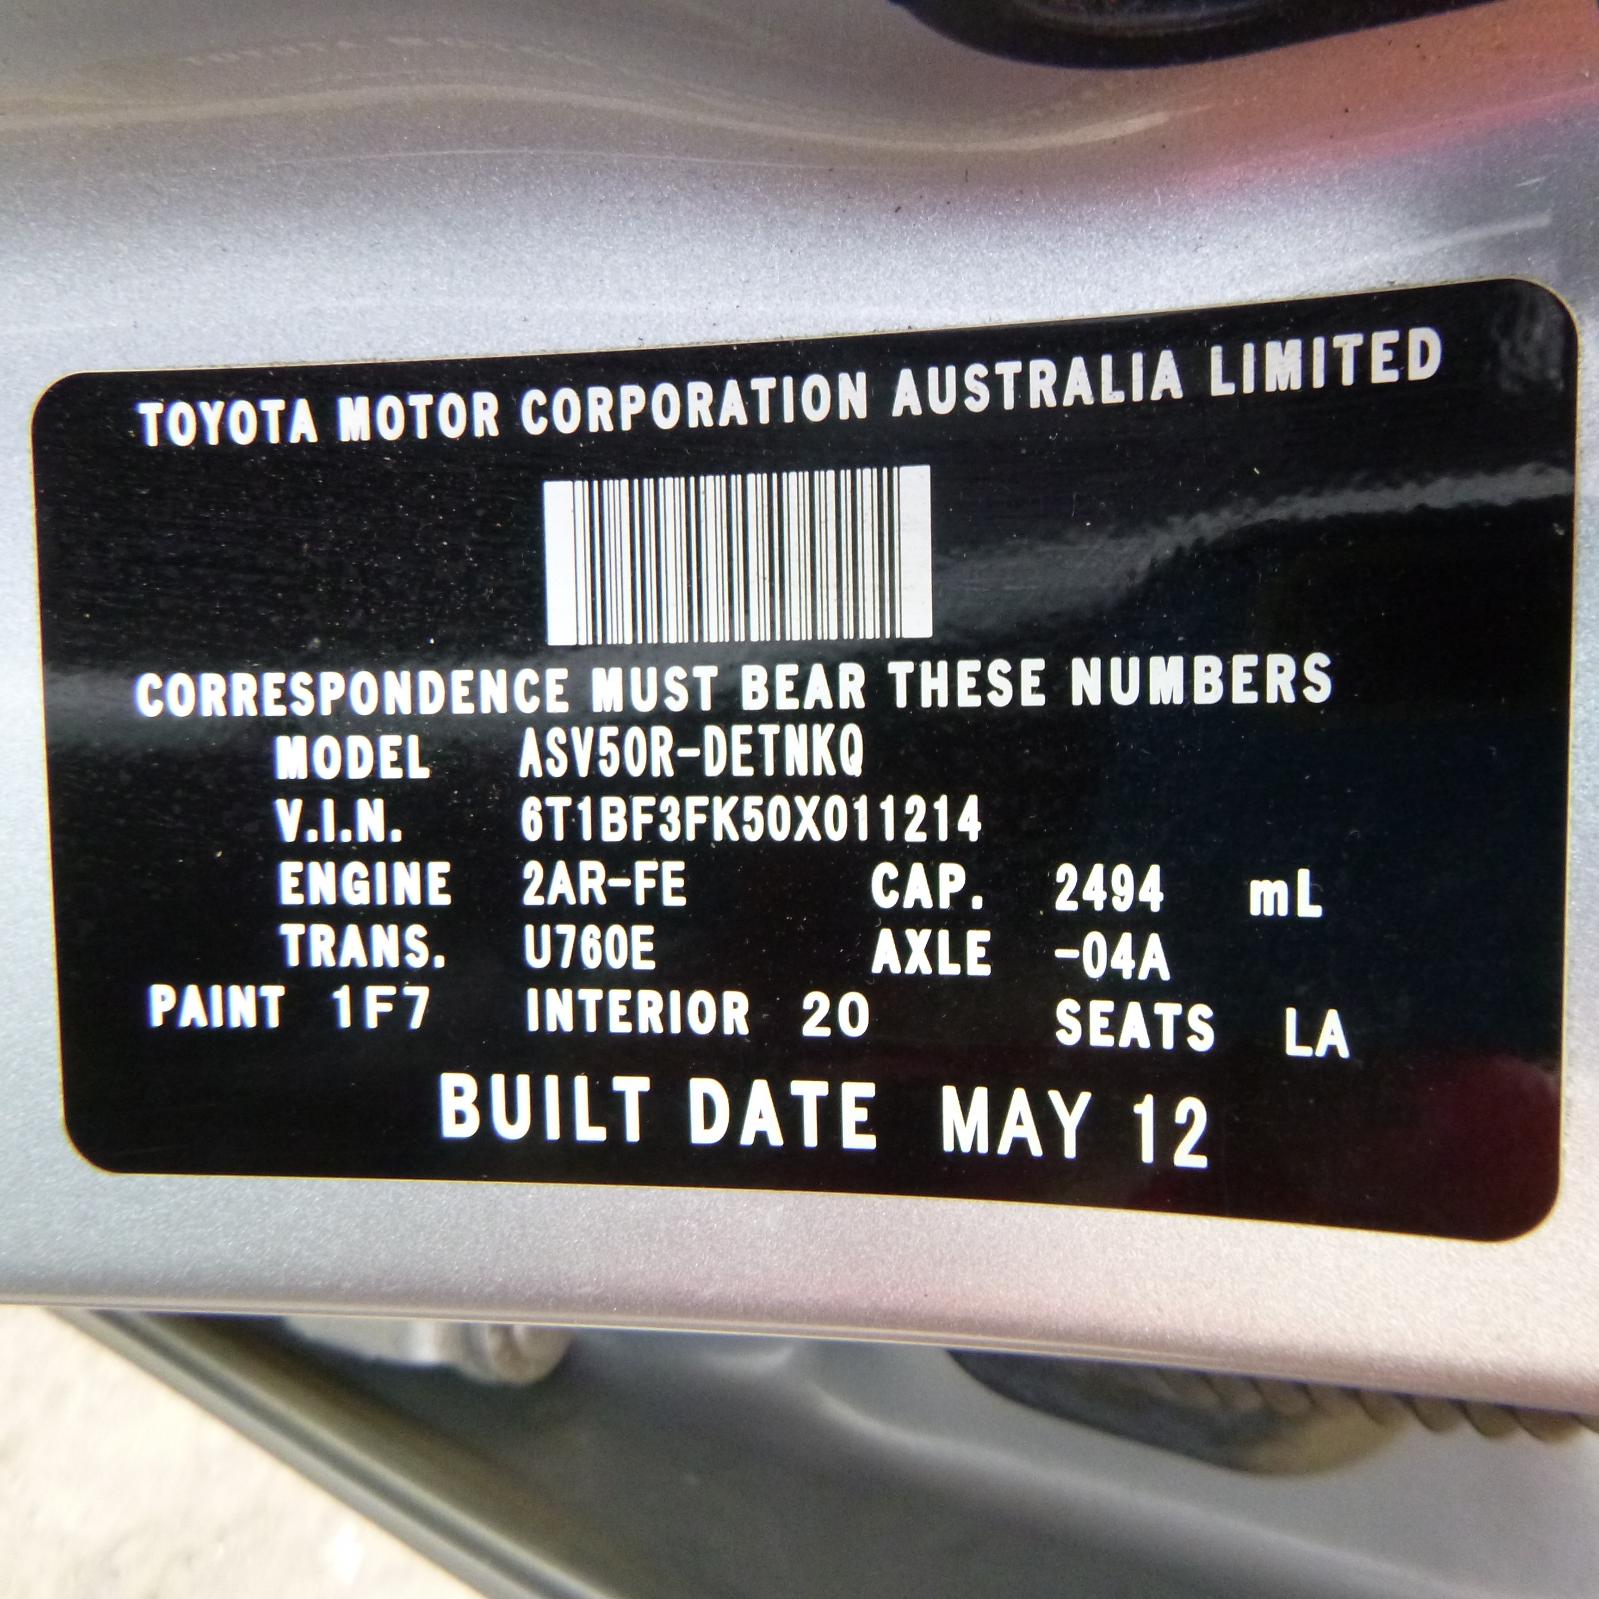 TOYOTA MOTOR CORPORATION AUSTRALIA LIMITED
CORRESPONDENCE MUST BEAR THESE NUMBERS
MODEL ASV50R-DETNKQ
V.I.N. 6T1BF3FK50X011214
ENGINE 2AR-FE CAP. 2494 mL
TRANS. U760E AXLE -04A
PAINT 1F7 INTERIOR 20 SEATS LA
BUILT DATE MAY 12